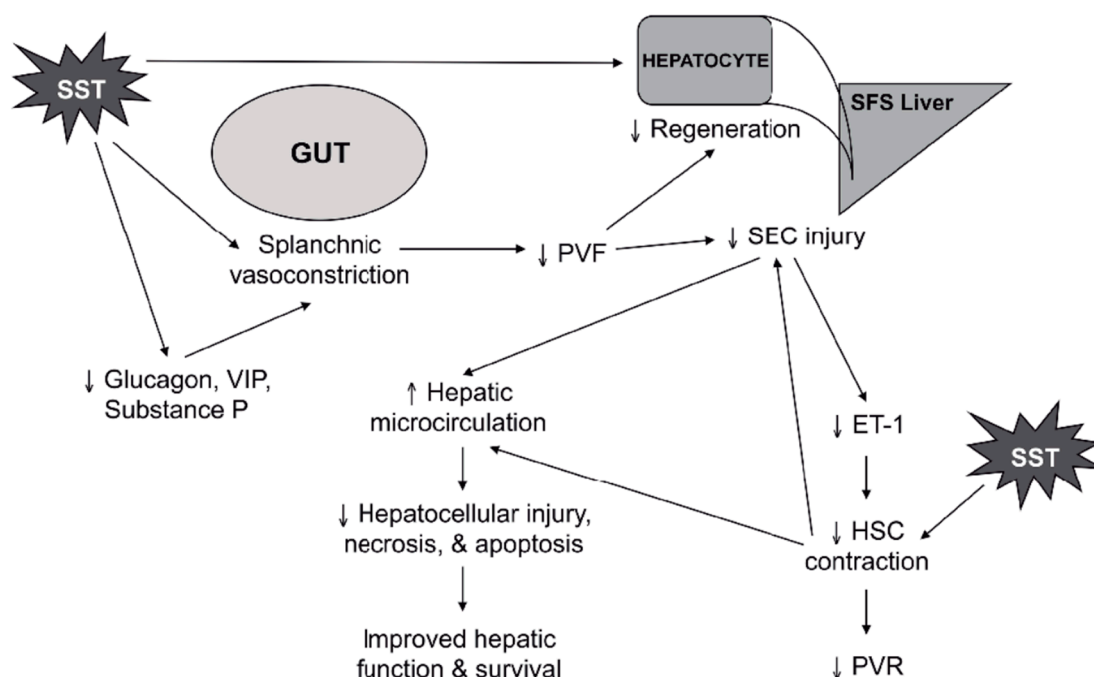 SST
HEPATOCYTE
SFS Liver
↓ Regeneration
GUT
Splanchnic
vasoconstriction
↓ PVF
↓ SEC injury
↓ Glucagon, VIP,
Substance P
↑ Hepatic
microcirculation
↓ ET-1
SST
↓ Hepatocellular injury,
necrosis, & apoptosis
↓ HSC
contraction
Improved hepatic
function & survival
↓ PVR